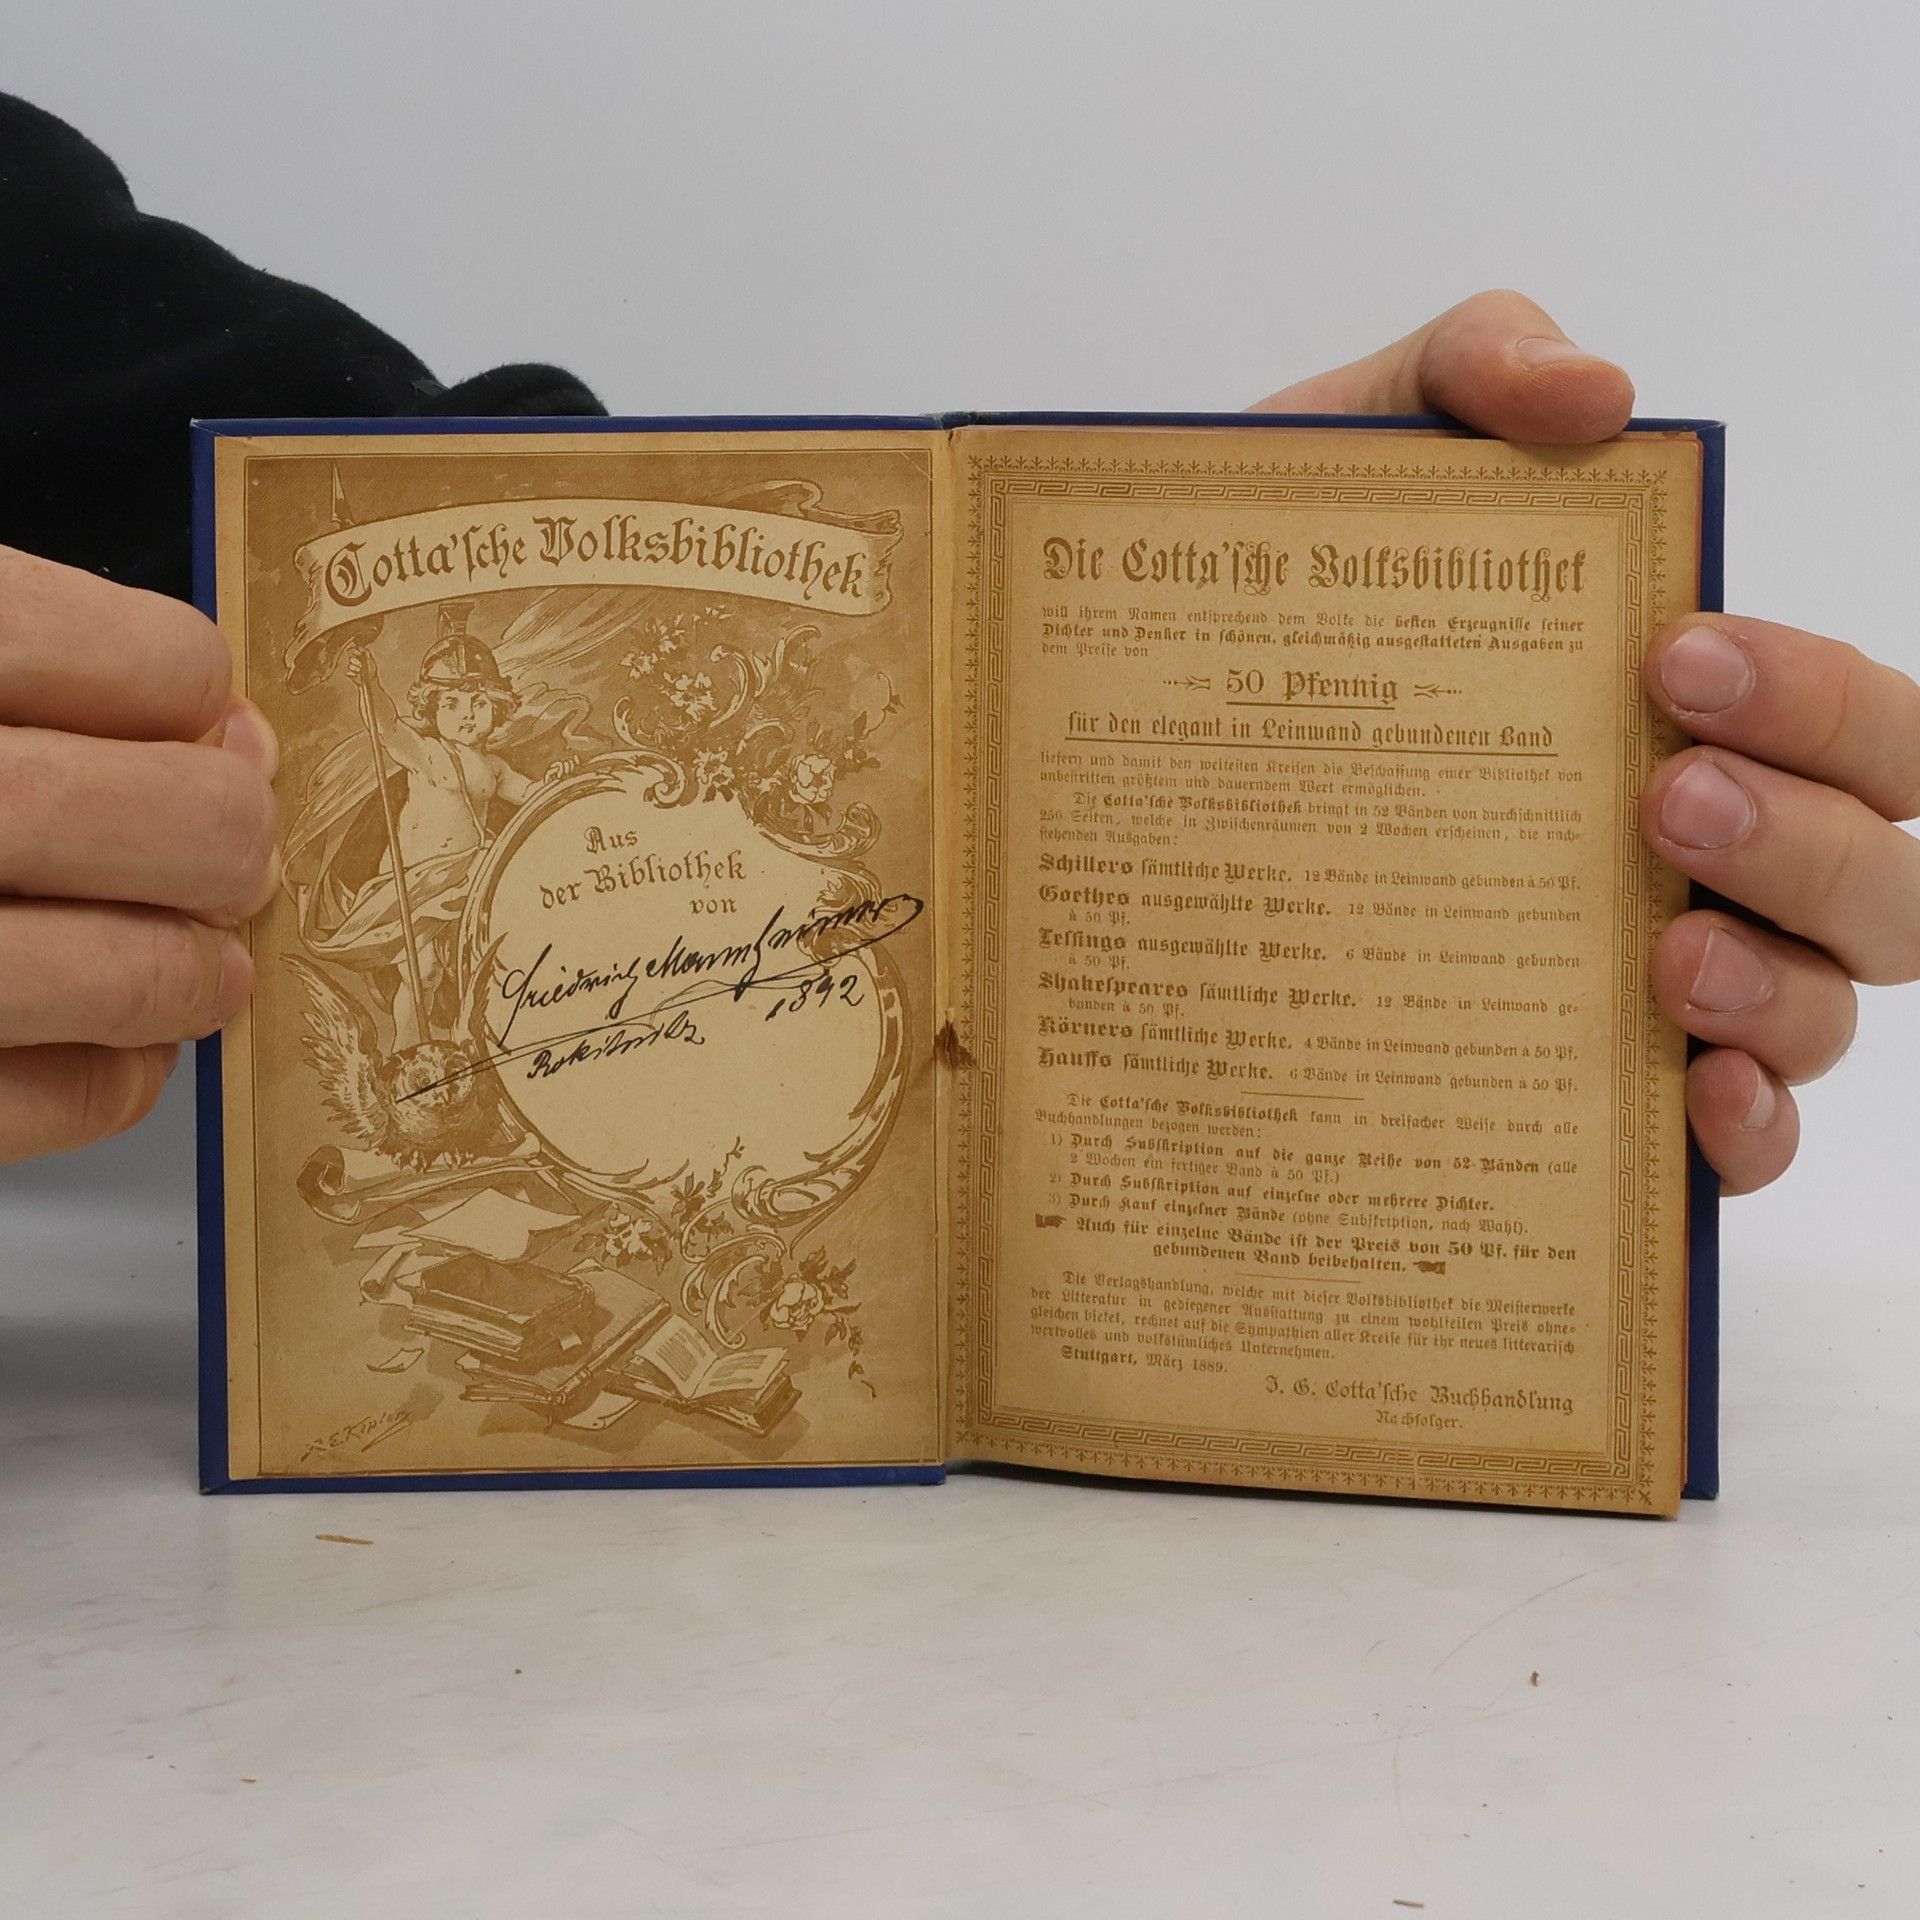 Cotta'sche Volksbibliothek
Aus
der Bibliothek
von
Friedrich Mannheimer
1892
Rokitnitz
R.E. Kepler
Die Cotta'sche Volksbibliothek
will ihrem Namen entsprechend dem Volke die besten Erzeugnisse seiner
Dichter und Denker in schönen, gleichmäßig ausgestatteten Ausgaben zu
dem Preise von
50 Pfennig
für den elegant in Leinwand gebundenen Band
liefern und damit den weitesten Kreisen die Beschaffung einer Bibliothek von
unbestritten größtem und dauerndem Wert ermöglichen.
Die Cotta'sche Volksbibliothek bringt in 52 Bänden von durchschnittlich
250 Seiten, welche in Zwischenräumen von 2 Wochen erscheinen, die nach-
stehenden Ausgaben:
Schillers sämtliche Werke. 12 Bände in Leinwand gebunden à 50 Pf.
Goethes ausgewählte Werke. 12 Bände in Leinwand gebunden
à 50 Pf.
Lessings ausgewählte Werke. 6 Bände in Leinwand gebunden
à 50 Pf.
Shakespeares sämtliche Werke. 12 Bände in Leinwand ge-
bunden à 50 Pf.
Körners sämtliche Werke. 4 Bände in Leinwand gebunden à 50 Pf.
Hauffs sämtliche Werke. 6 Bände in Leinwand gebunden à 50 Pf.
Die Cotta'sche Volksbibliothek kann in dreifacher Weise durch alle
Buchhandlungen bezogen werden:
1) Durch Subskription auf die ganze Reihe von 52 Bänden (alle
2 Wochen ein fertiger Band à 50 Pf.)
2) Durch Subskription auf einzelne oder mehrere Dichter.
3) Durch Kauf einzelner Bände (ohne Subskription, nach Wahl).
Auch für einzelne Bände ist der Preis von 50 Pf. für den
gebundenen Band beibehalten.
Die Verlagshandlung, welche mit dieser Volksbibliothek die Meisterwerke
der Litteratur in gediegener Ausstattung zu einem wohlfeilen Preis ohne-
gleichen bietet, rechnet auf die Sympathien aller Kreise für ihr neues litterarisch
wertvolles und volkstümliches Unternehmen.
Stuttgart, März 1889.
J. G. Cotta'sche Buchhandlung
Nachfolger.